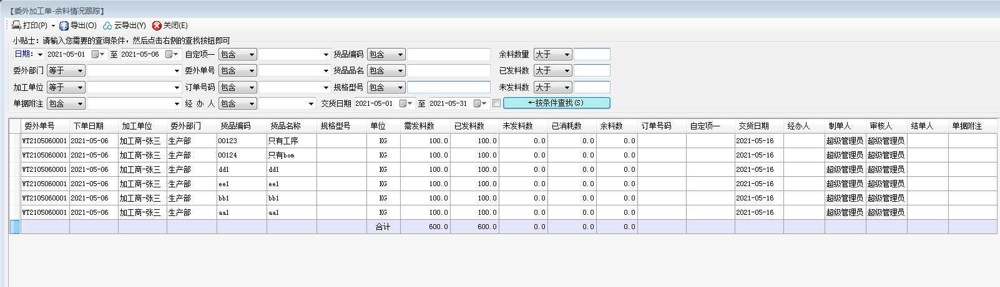 【委外加工单-余料情况跟踪】
打印(P) 导出(O) 云导出(Y) 关闭(E)
小贴士: 请输入您需要的查询条件，然后点击右侧的查找按钮即可
日期: 2021-05-01 至 2021-05-06 自定项一 包含 货品编码 包含 余料数量 大于
委外部门 等于 委外单号 包含 货品品名 包含 已发料数 大于
加工单位 等于 订单号码 包含 规格型号 包含 未发料数 大于
单据附注 包含 经 办 人 包含 交货日期 2021-05-01 至 2021-05-31 ←按条件查找(S)
委外单号 下单日期 加工单位 委外部门 货品编码 货品名称 规格型号 单位 需发料数 已发料数 未发料数 已消耗数 余料数 订单号码 自定项一 交货日期 经办人 制单人 审核人 结单人 单据附注
WT2105060001 2021-05-06 加工商-张三 生产部 00123 只有工序 KG 100.0 100.0 0.0 0.0 0.0 2021-05-16 超级管理员 超级管理员
WT2105060001 2021-05-06 加工商-张三 生产部 00124 只有bom KG 100.0 100.0 0.0 0.0 0.0 2021-05-16 超级管理员 超级管理员
WT2105060001 2021-05-06 加工商-张三 生产部 dd1 dd1 KG 100.0 100.0 0.0 0.0 0.0 2021-05-16 超级管理员 超级管理员
WT2105060001 2021-05-06 加工商-张三 生产部 ee1 ee1 KG 100.0 100.0 0.0 0.0 0.0 2021-05-16 超级管理员 超级管理员
WT2105060001 2021-05-06 加工商-张三 生产部 bb1 bb1 KG 100.0 100.0 0.0 0.0 0.0 2021-05-16 超级管理员 超级管理员
WT2105060001 2021-05-06 加工商-张三 生产部 aa1 aa1 KG 100.0 100.0 0.0 0.0 0.0 2021-05-16 超级管理员 超级管理员
合计 600.0 600.0 0.0 0.0 0.0